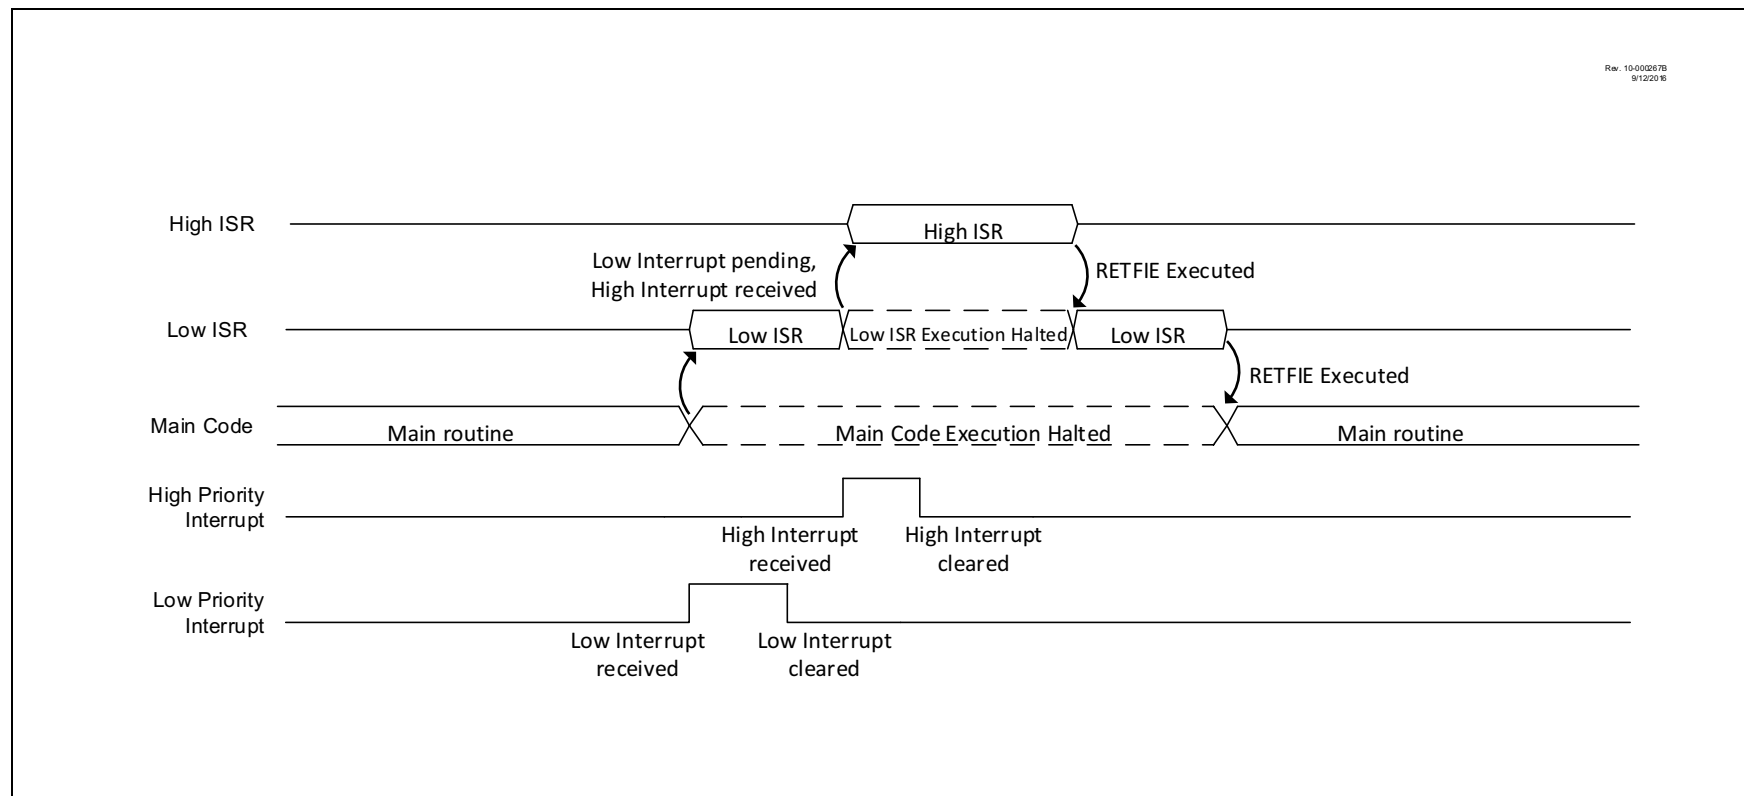 Rev. 10-000267B
9/12/2016
High ISR
High ISR
Low Interrupt pending,
High Interrupt received
RETFIE Executed
Low ISR
Low ISR
Low ISR Execution Halted
Low ISR
RETFIE Executed
Main Code
Main routine
Main Code Execution Halted
Main routine
High Priority
Interrupt
High Interrupt
received
High Interrupt
cleared
Low Priority
Interrupt
Low Interrupt
received
Low Interrupt
cleared